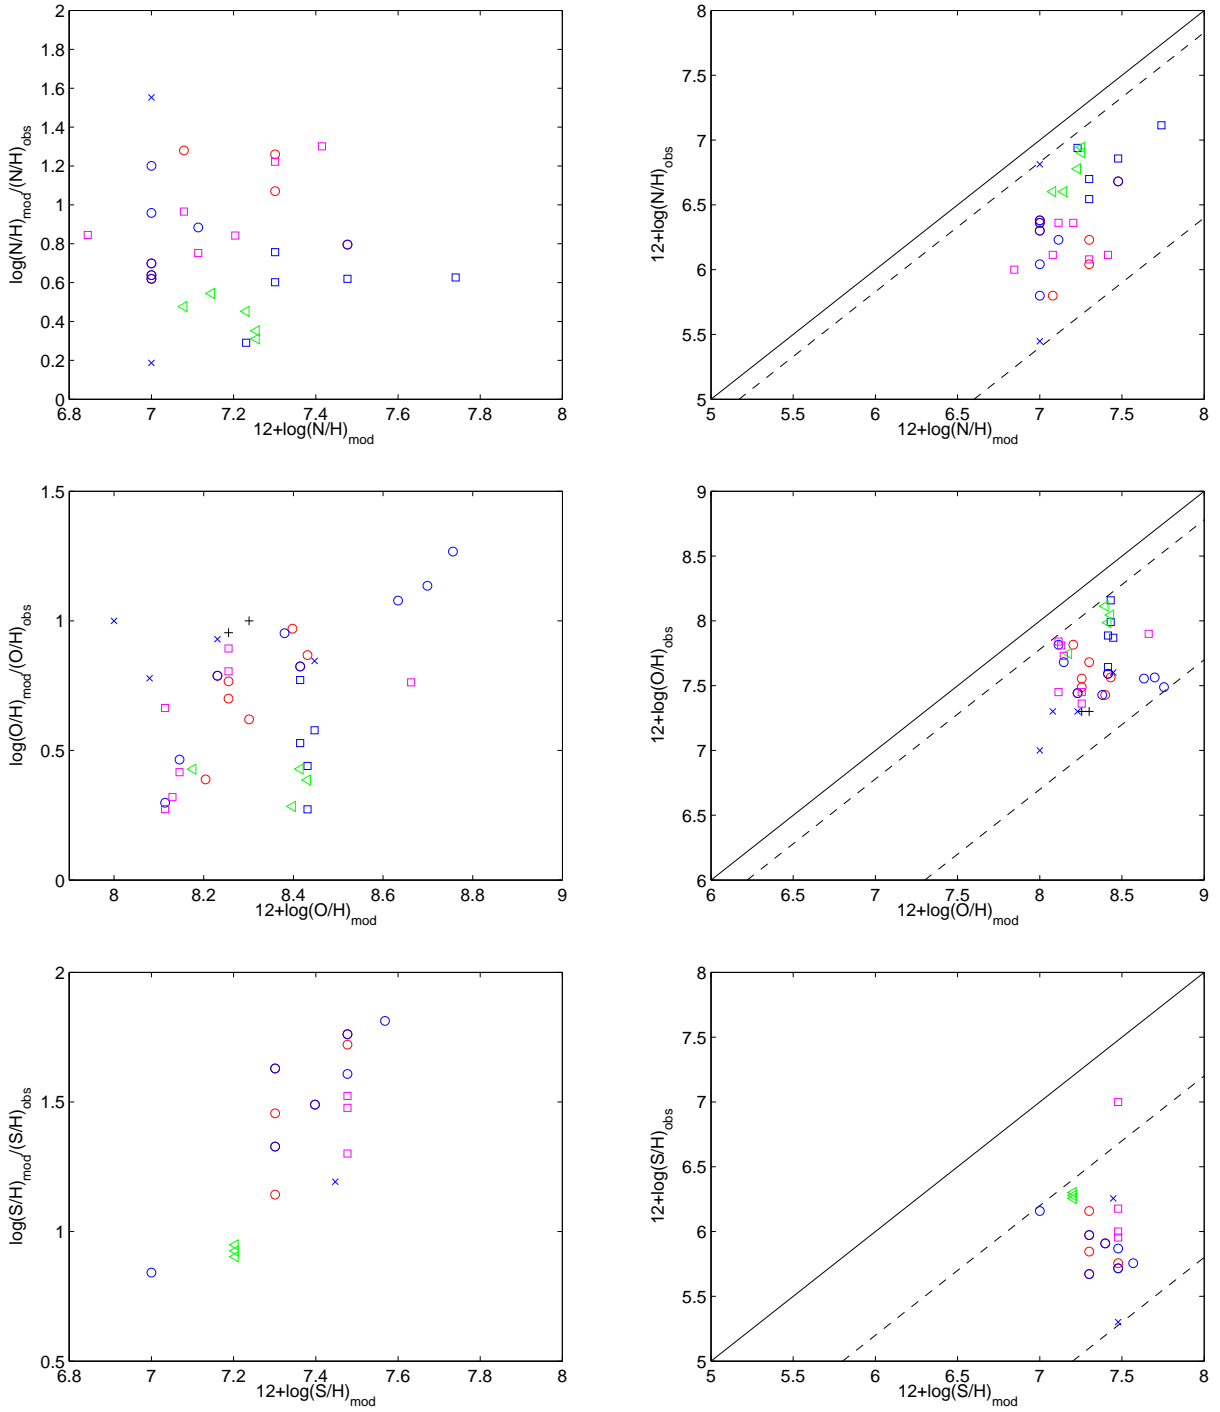 2
1.8
1.6
1.4
1.2
1
0.8
0.6
0.4
0.2
0
log(N/H)mod/(N/H)obs
6.8 7 7.2 7.4 7.6 7.8 8
12+log(N/H)mod
8
7.5
7
6.5
6
5.5
5
12+log(N/H)obs
5 5.5 6 6.5 7 7.5 8
12+log(N/H)mod
1.5
1
0.5
0
log(O/H)mod/(O/H)obs
8 8.2 8.4 8.6 8.8 9
12+log(O/H)mod
9
8.5
8
7.5
7
6.5
6
12+log(O/H)obs
6 6.5 7 7.5 8 8.5 9
12+log(O/H)mod
2
1.5
1
0.5
log(S/H)mod/(S/H)obs
6.8 7 7.2 7.4 7.6 7.8 8
12+log(S/H)mod
8
7.5
7
6.5
6
5.5
5
12+log(S/H)obs
5 5.5 6 6.5 7 7.5 8
12+log(S/H)mod